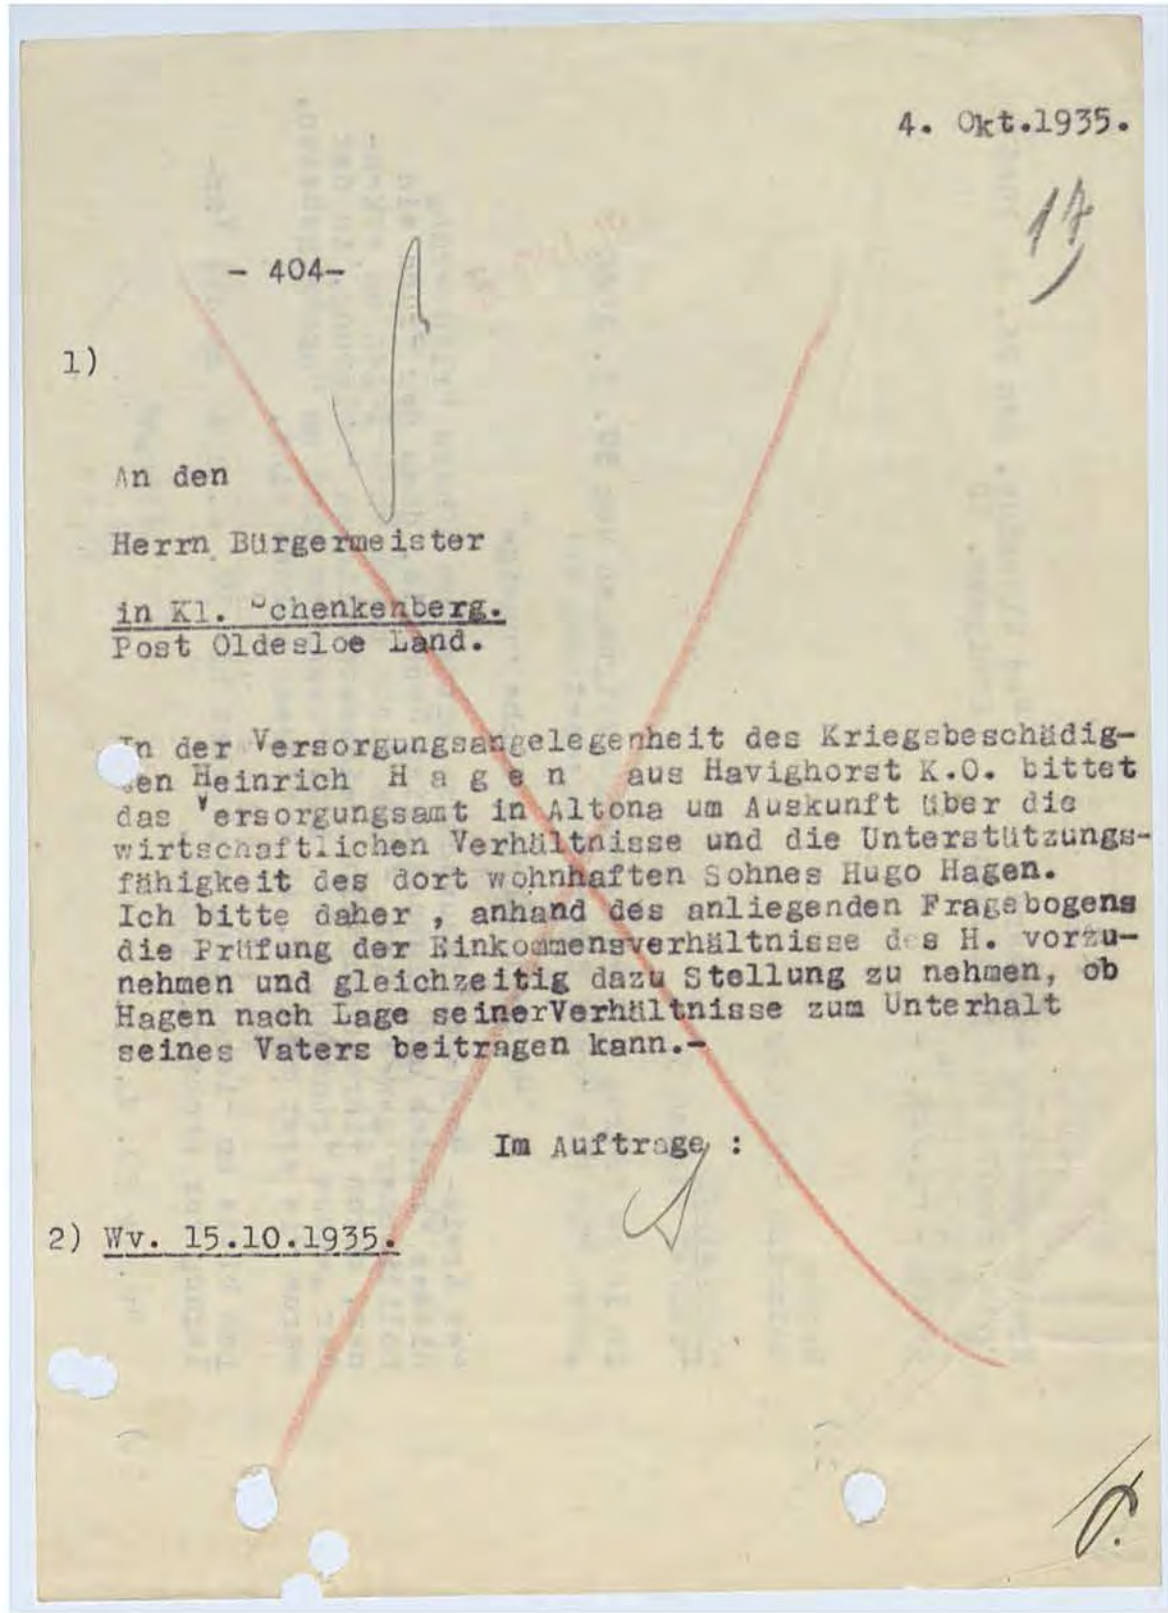 4. Okt.1935.
17
- 404-
1)
An den
Herrn Bürgermeister
in Kl. Schenkenberg.
Post Oldesloe Land.
In der Versorgungsangelegenheit des Kriegsbeschädig-
ten Heinrich H a g e n aus Havighorst K.O. bittet
das Versorgungsamt in Altona um Auskunft über die
wirtschaftlichen Verhältnisse und die Unterstützungs-
fähigkeit des dort wohnhaften Sohnes Hugo Hagen.
Ich bitte daher , anhand des anliegenden Fragebogens
die Prüfung der Einkommensverhältnisse des H. vorzu-
nehmen und gleichzeitig dazu Stellung zu nehmen, ob
Hagen nach Lage seinerVerhältnisse zum Unterhalt
seines Vaters beitragen kann.-
Im Auftrage :
2) Wv. 15.10.1935.